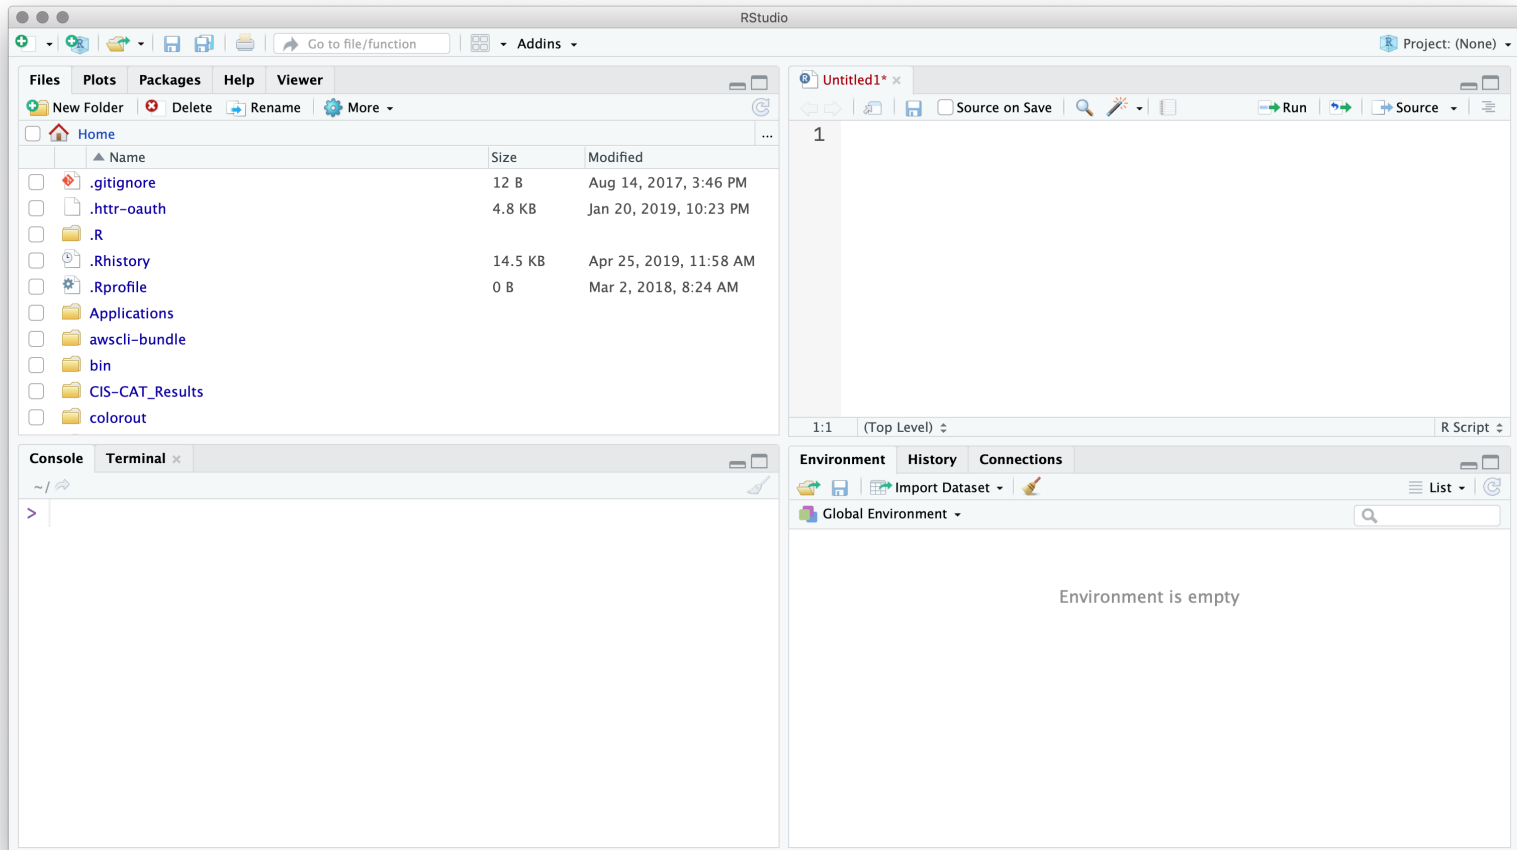 RStudio
Go to file/function
Addins
Project: (None)
Files Plots Packages Help Viewer
New Folder Delete Rename More
Home ...
Name Size Modified
.gitignore 12 B Aug 14, 2017, 3:46 PM
.httr-oauth 4.8 KB Jan 20, 2019, 10:23 PM
.R
.Rhistory 14.5 KB Apr 25, 2019, 11:58 AM
.Rprofile 0 B Mar 2, 2018, 8:24 AM
Applications
awscli-bundle
bin
CIS-CAT_Results
colorout
Untitled1*
Source on Save Run Source
1
1:1 (Top Level) R Script
Console Terminal
~/
>
Environment History Connections
Import Dataset List
Global Environment
Environment is empty